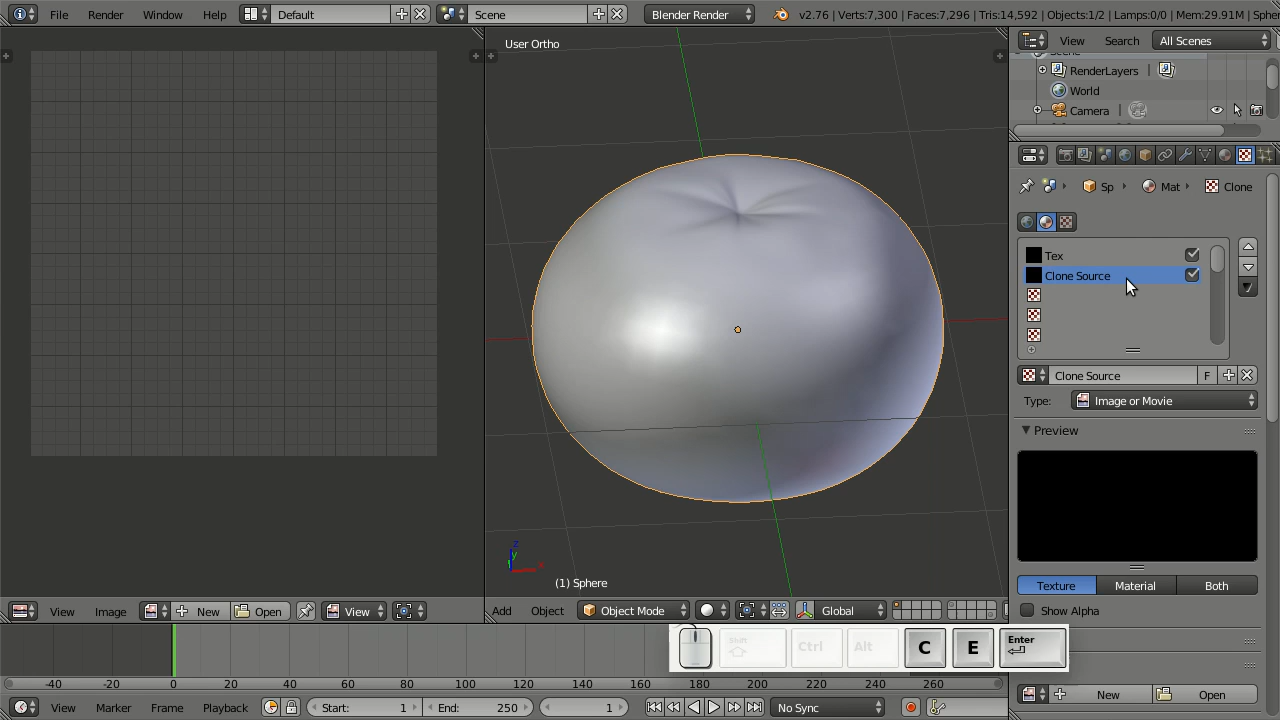 File Render Window Help Default Scene Blender Render v2.76 | Verts:7,300 | Faces:7,296 | Tris:14,592 | Objects:1/2 | Lamps:0/0 | Mem:29.91M | Spher
View Search All Scenes
User Ortho
RenderLayers
World
Camera
Sp Mat Clone
Tex
Clone Source
Clone Source F
Type: Image or Movie
Preview
Texture Material Both
Show Alpha
(1) Sphere
View Image New Open View
Add Object Object Mode Global
Shift Ctrl Alt C E Enter
-40 -20 0 20 40 60 80 100 120 140 160 180 200 220 240 260
New Open
View Marker Frame Playback Start: 1 End: 250 1 No Sync